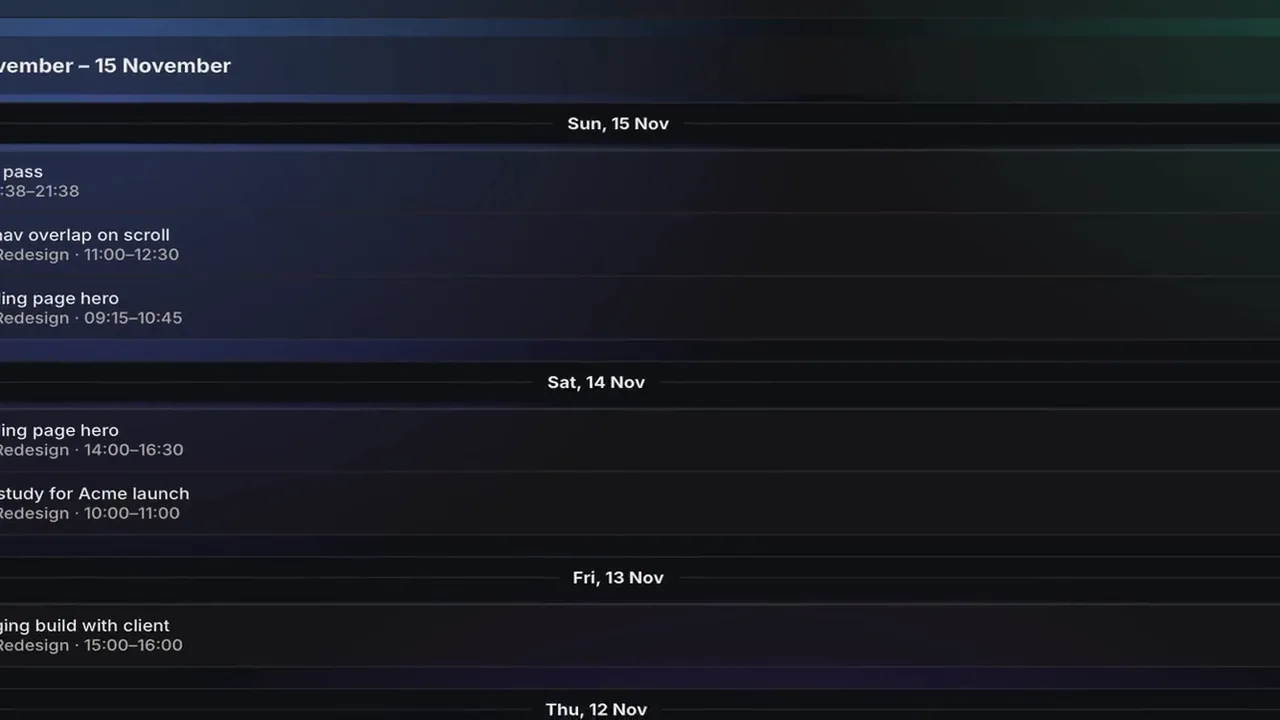 vember – 15 November
Sun, 15 Nov
pass
:38–21:38
nav overlap on scroll
Redesign · 11:00–12:30
ing page hero
Redesign · 09:15–10:45
Sat, 14 Nov
ing page hero
Redesign · 14:00–16:30
study for Acme launch
Redesign · 10:00–11:00
Fri, 13 Nov
ging build with client
Redesign · 15:00–16:00
Thu, 12 Nov